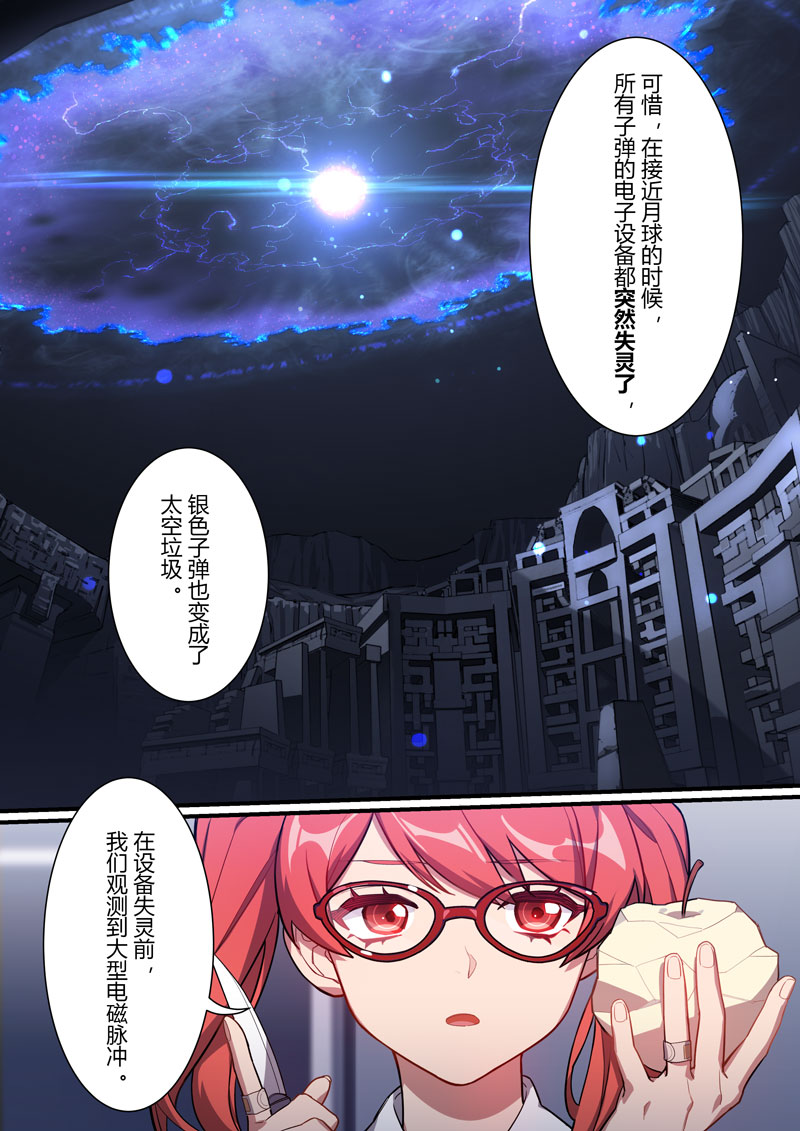 可惜，在接近月球的时候，
所有子弹的电子设备都突然失灵了，
银色子弹也变成了
太空垃圾。
在设备失灵前，
我们观测到大型电磁脉冲。